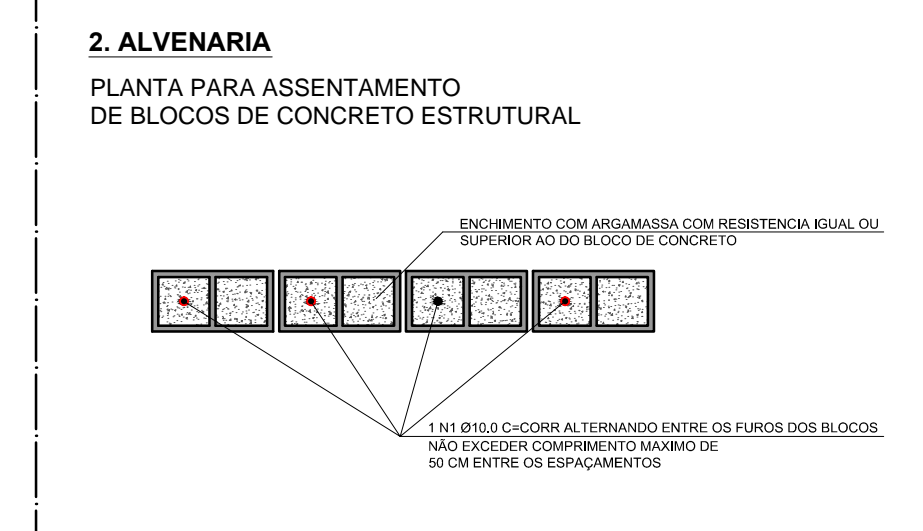 2. ALVENARIA
PLANTA PARA ASSENTAMENTO
DE BLOCOS DE CONCRETO ESTRUTURAL
ENCHIMENTO COM ARGAMASSA COM RESISTENCIA IGUAL OU
SUPERIOR AO DO BLOCO DE CONCRETO
1 N1 Ø10.0 C=CORR ALTERNANDO ENTRE OS FUROS DOS BLOCOS
NÃO EXCEDER COMPRIMENTO MAXIMO DE
50 CM ENTRE OS ESPAÇAMENTOS